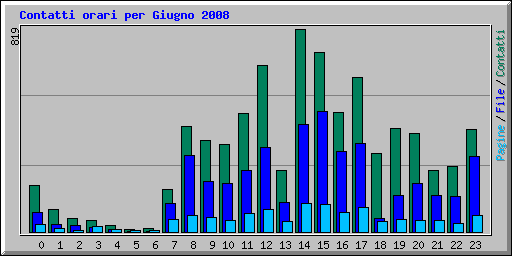 Contatti orari per Giugno 2008
819
Pagine / File / Contatti
0 1 2 3 4 5 6 7 8 9 10 11 12 13 14 15 16 17 18 19 20 21 22 23